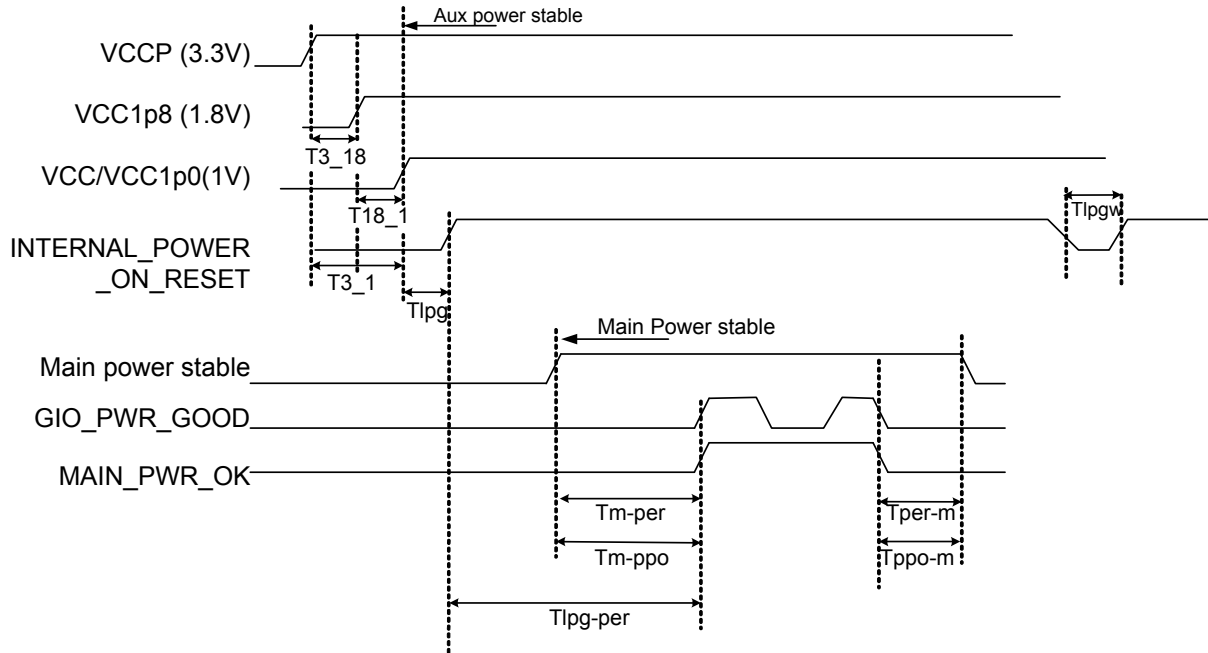 Aux power stable
VCCP (3.3V)
VCC1p8 (1.8V)
T3_18
VCC/VCC1p0(1V)
T18_1
Tlpgw
INTERNAL_POWER
_ON_RESET
T3_1
Tlpg
Main Power stable
Main power stable
GIO_PWR_GOOD
MAIN_PWR_OK
Tm-per
Tper-m
Tm-ppo
Tppo-m
Tlpg-per